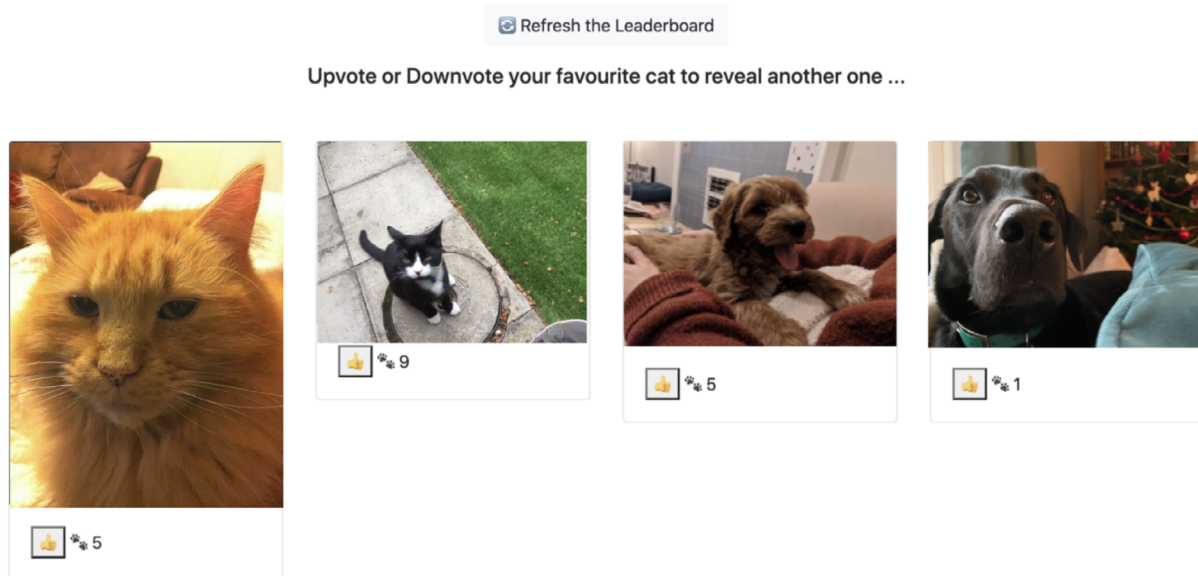 Refresh the Leaderboard
Upvote or Downvote your favourite cat to reveal another one ...
9
5
1
5